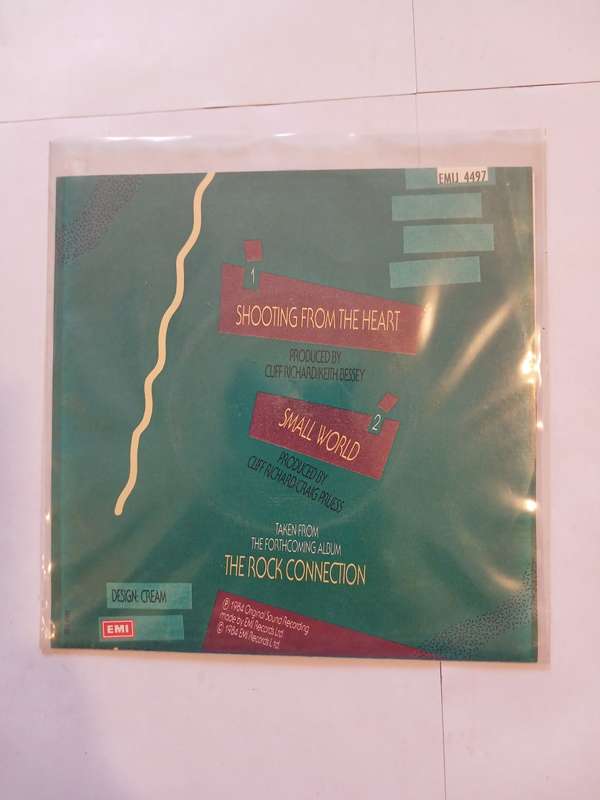 EMIJ 4497
1
SHOOTING FROM THE HEART
PRODUCED BY
CLIFF RICHARD/KEITH BESSEY
2
SMALL WORLD
PRODUCED BY
CLIFF RICHARD/CRAIG PRUESS
TAKEN FROM
THE FORTHCOMING ALBUM
THE ROCK CONNECTION
DESIGN: CREAM
EMI
℗ 1984 Original Sound Recording
made by EMI Records Ltd.
© 1984 EMI Records Ltd.